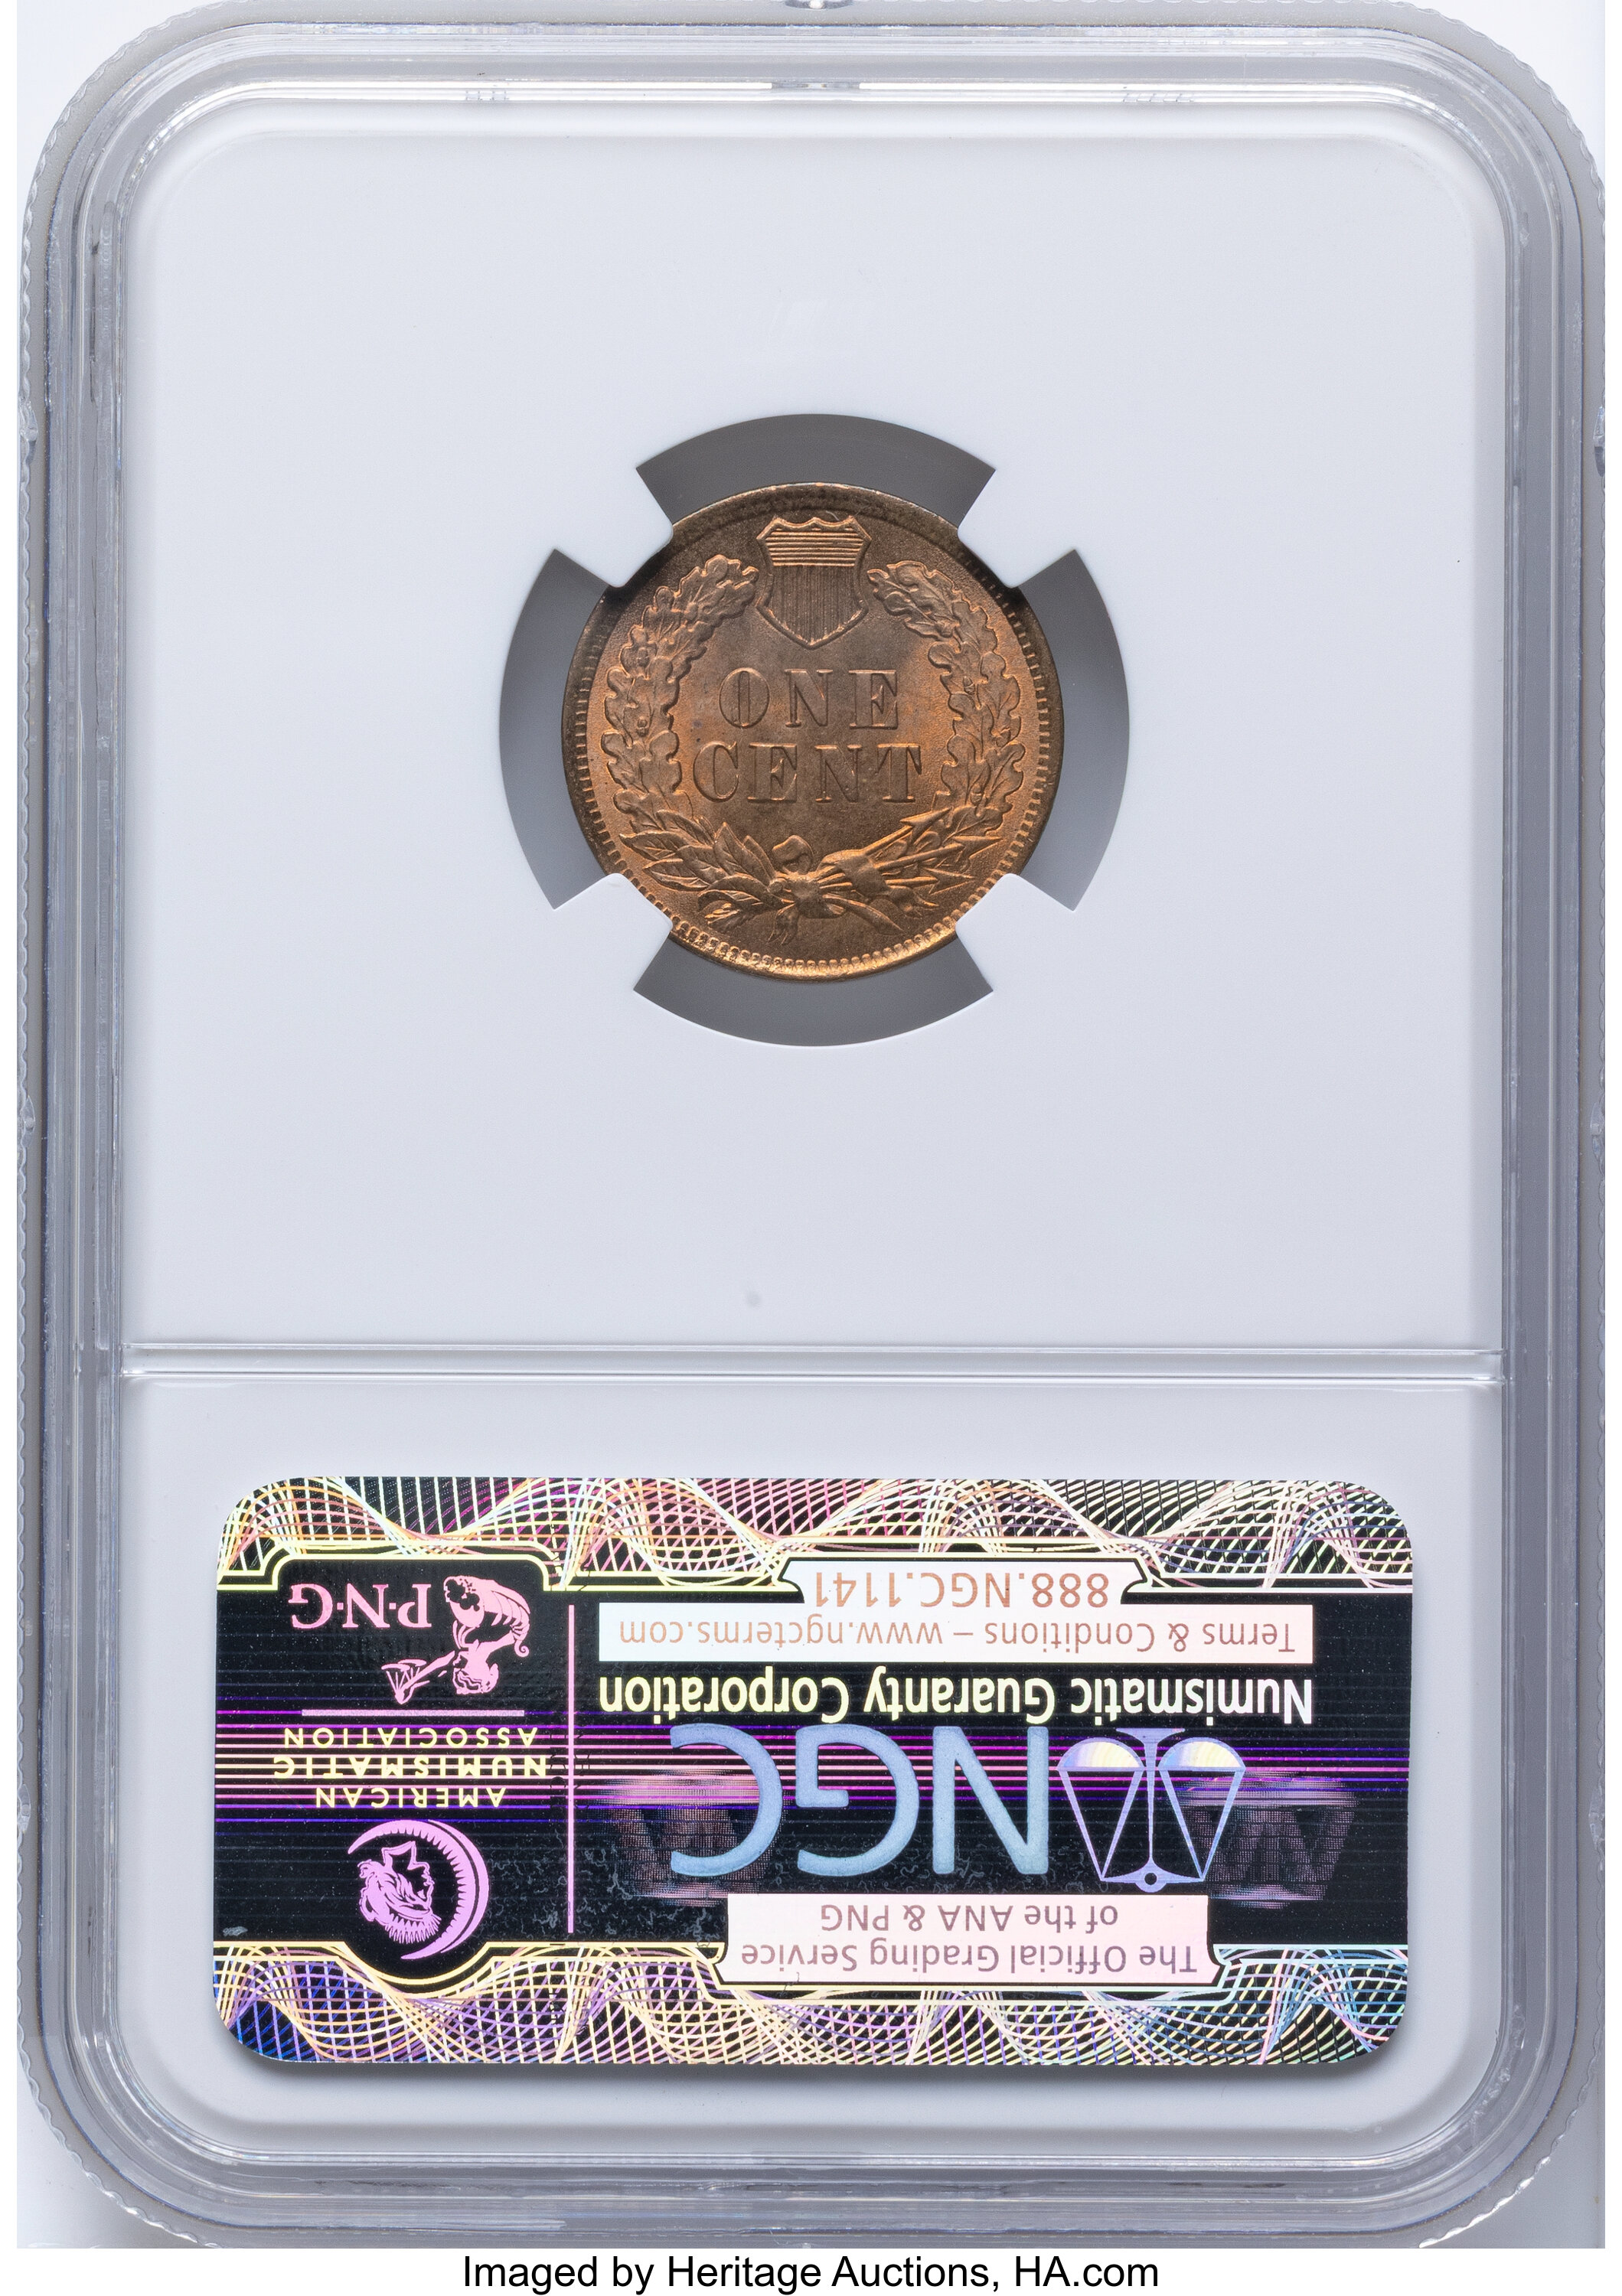 ONE
CENT
888.NGC.1141
Terms & Conditions – www.ngcterms.com
Numismatic Guaranty Corporation
NGC
The Official Grading Service
of the ANA & PNG
P·N·G
AMERICAN
NUMISMATIC
ASSOCIATION
Imaged by Heritage Auctions, HA.com